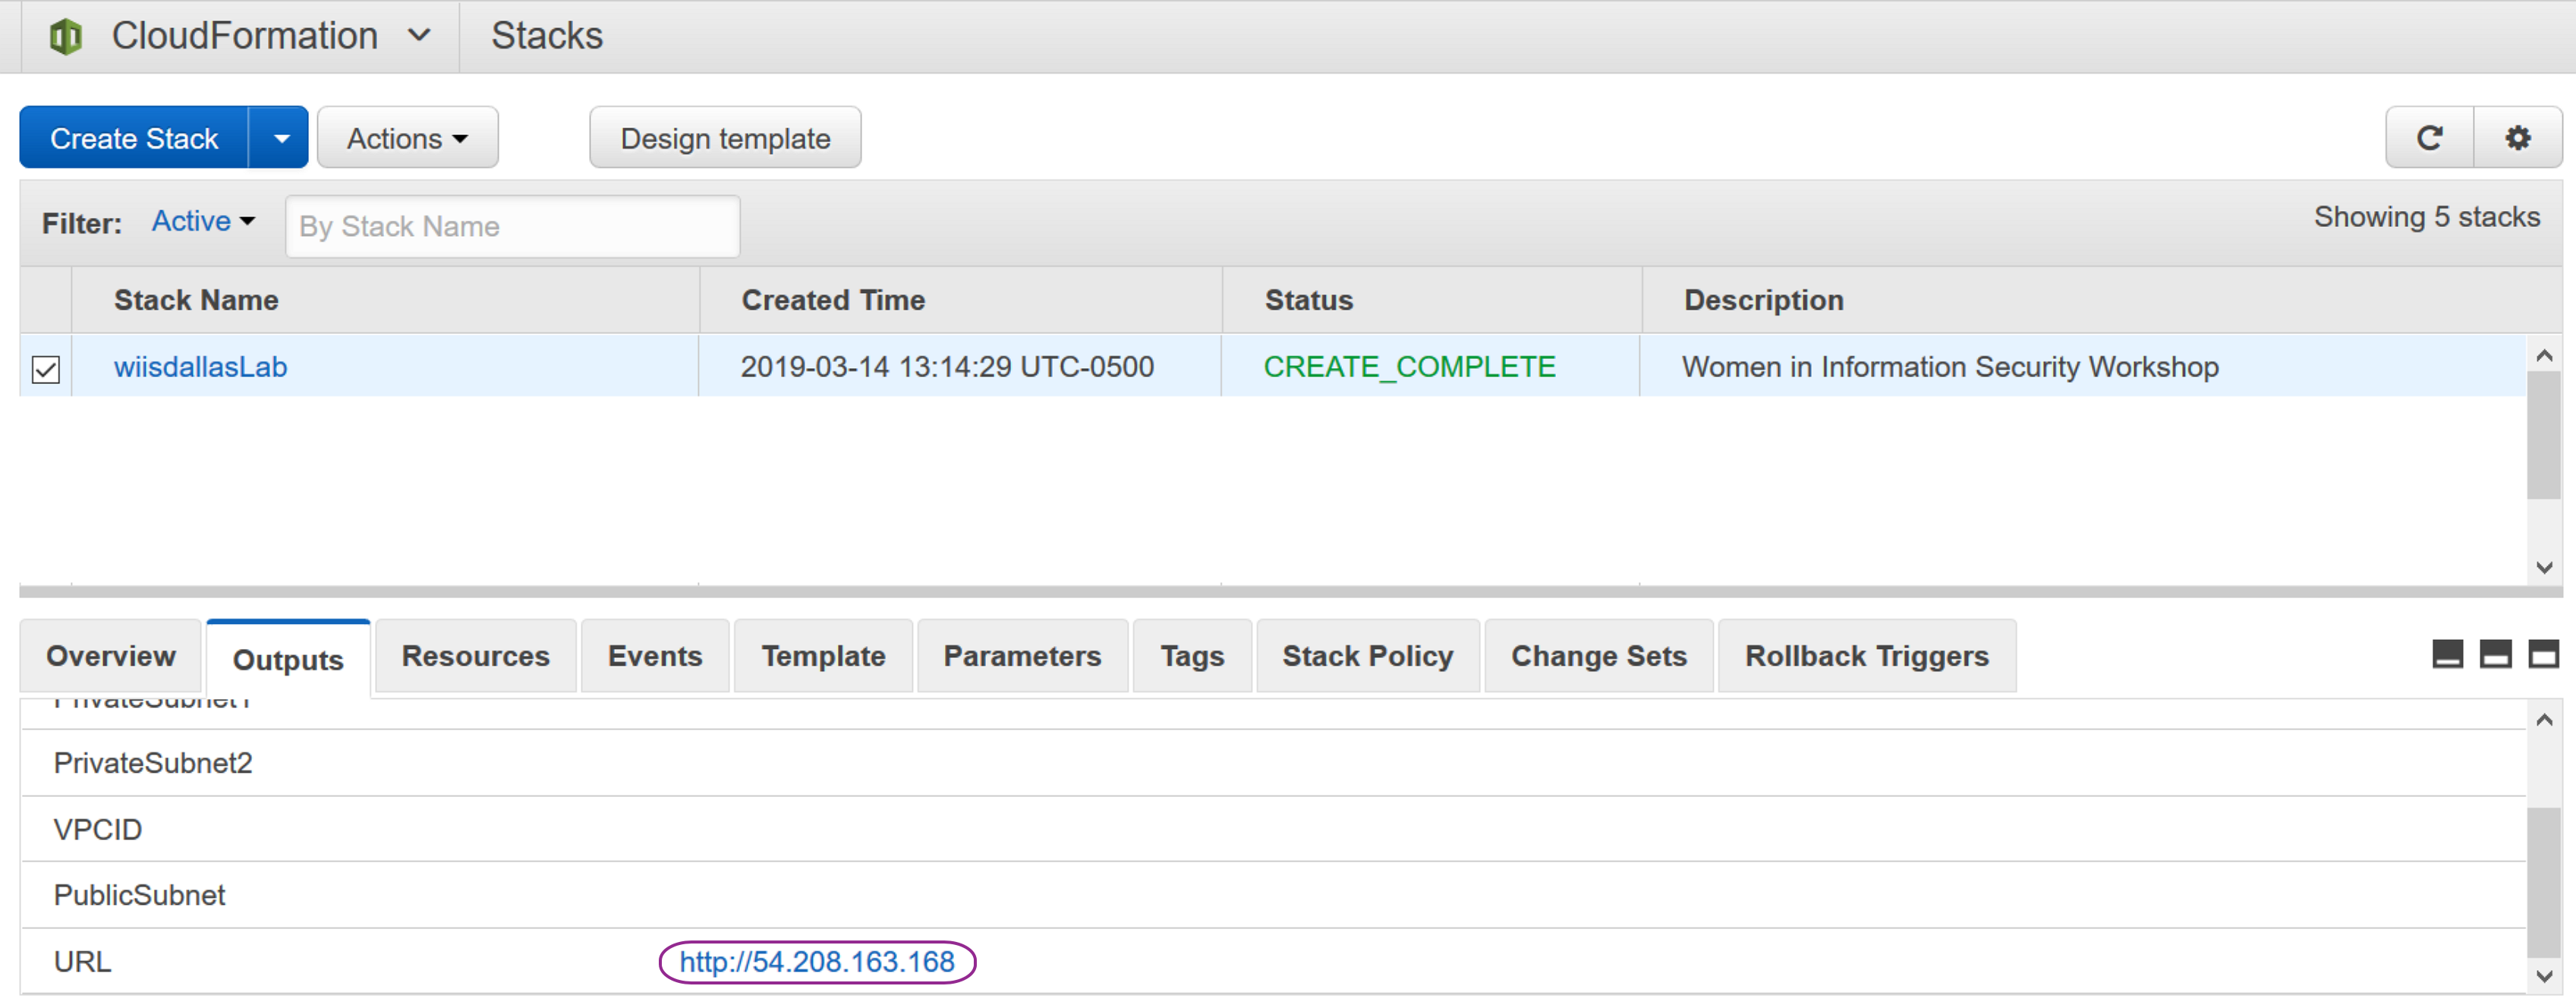 CloudFormation Stacks
Create Stack Actions Design template
Filter: Active By Stack Name Showing 5 stacks
Stack Name Created Time Status Description
wiisdallasLab 2019-03-14 13:14:29 UTC-0500 CREATE_COMPLETE Women in Information Security Workshop
Overview Outputs Resources Events Template Parameters Tags Stack Policy Change Sets Rollback Triggers
PrivateSubnet1
PrivateSubnet2
VPCID
PublicSubnet
URL http://54.208.163.168